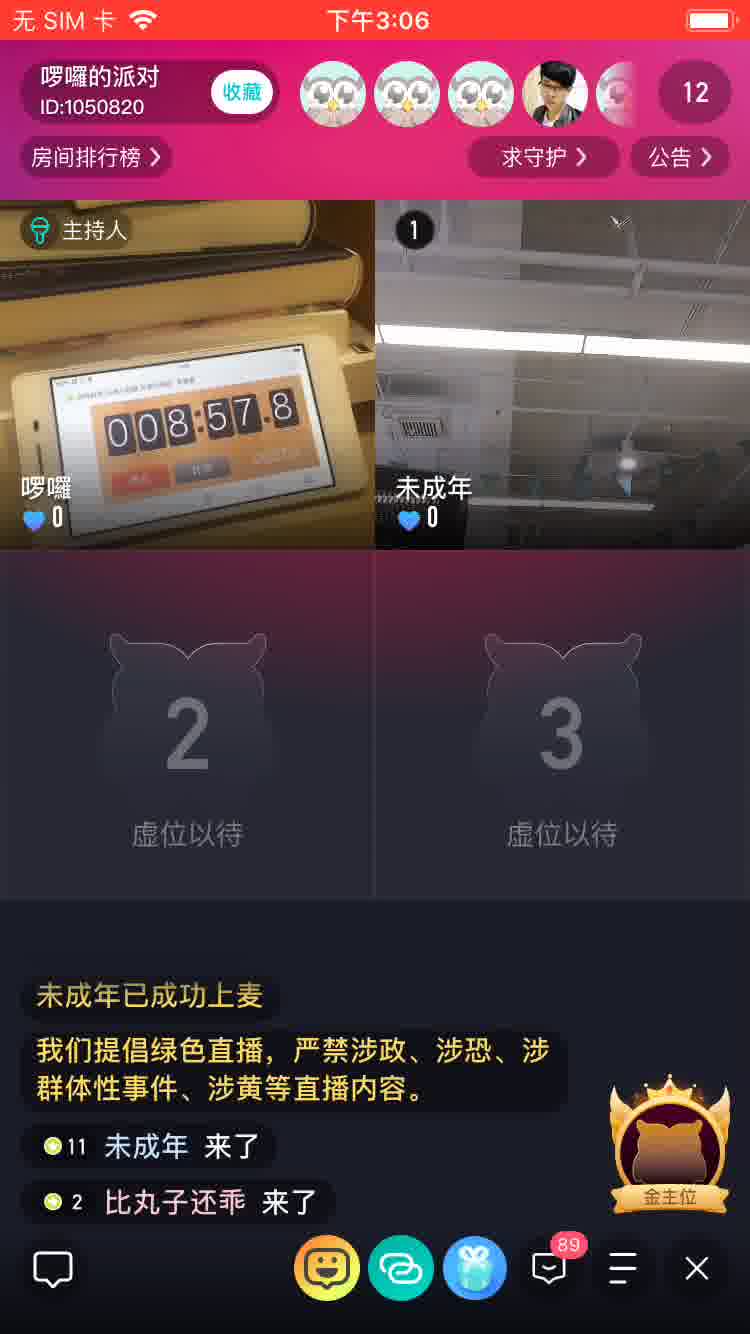 无 SIM 卡
下午3:06
啰囉的派对
ID:1050820
收藏
12
房间排行榜
求守护
公告
主持人
1
008:57.8
啰囉
0
未成年
0
2
虚位以待
3
虚位以待
未成年已成功上麦
我们提倡绿色直播，严禁涉政、涉恐、涉
群体性事件、涉黄等直播内容。
11 未成年 来了
2 比丸子还乖 来了
金主位
89